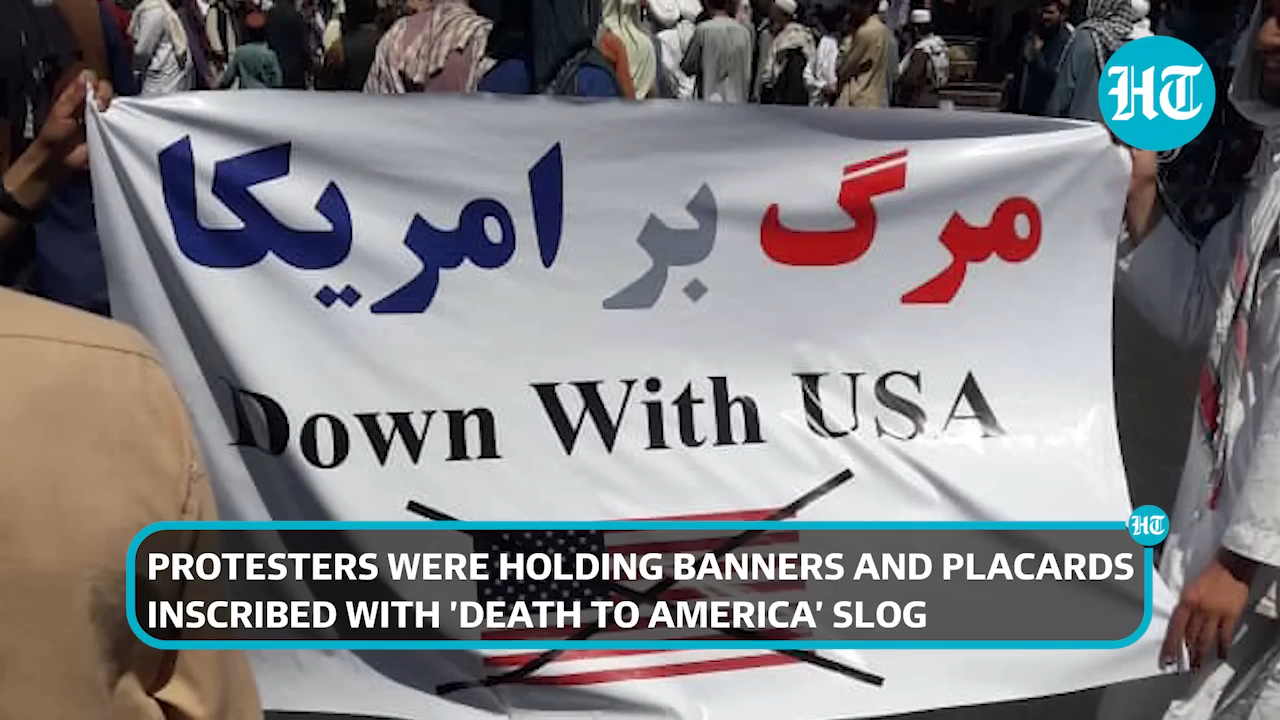 HT
مرگ بر امریکا
Down With USA
HT
PROTESTERS WERE HOLDING BANNERS AND PLACARDS
INSCRIBED WITH 'DEATH TO AMERICA' SLOG